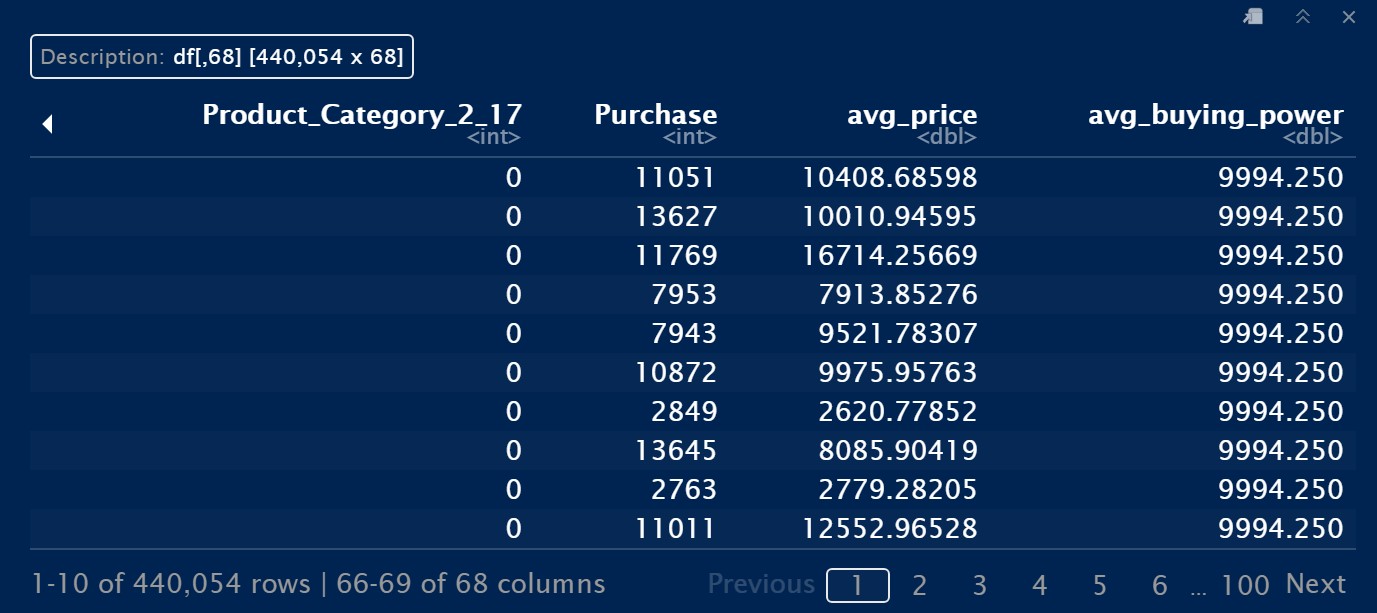 Description: df[,68] [440,054 x 68]
Product_Category_2_17 Purchase avg_price avg_buying_power
<int> <int> <dbl> <dbl>
0 11051 10408.68598 9994.250
0 13627 10010.94595 9994.250
0 11769 16714.25669 9994.250
0 7953 7913.85276 9994.250
0 7943 9521.78307 9994.250
0 10872 9975.95763 9994.250
0 2849 2620.77852 9994.250
0 13645 8085.90419 9994.250
0 2763 2779.28205 9994.250
0 11011 12552.96528 9994.250
1-10 of 440,054 rows | 66-69 of 68 columns Previous 1 2 3 4 5 6 ... 100 Next